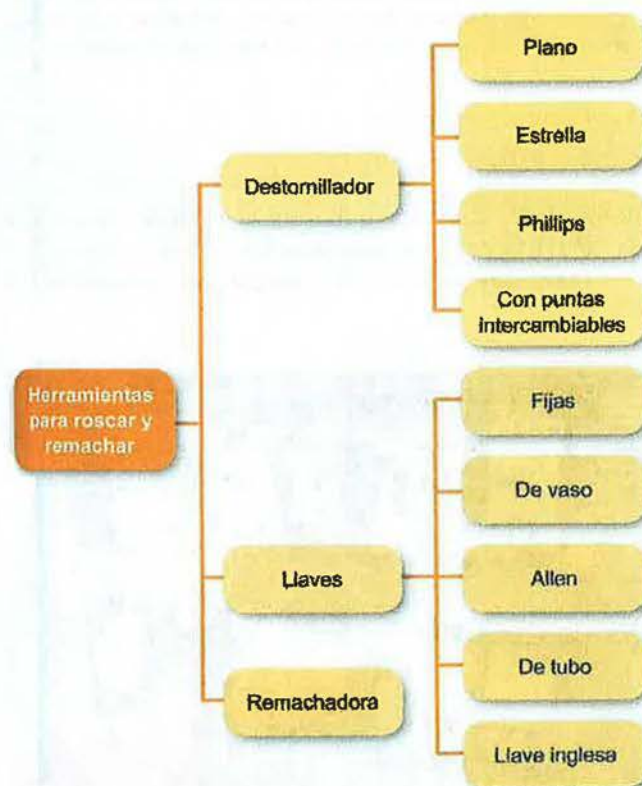 Herramientas
para roscar y
remachar
Destornillador
Plano
Estrella
Phillips
Con puntas
intercambiables
Llaves
Fijas
De vaso
Allen
De tubo
Llave inglesa
Remachadora